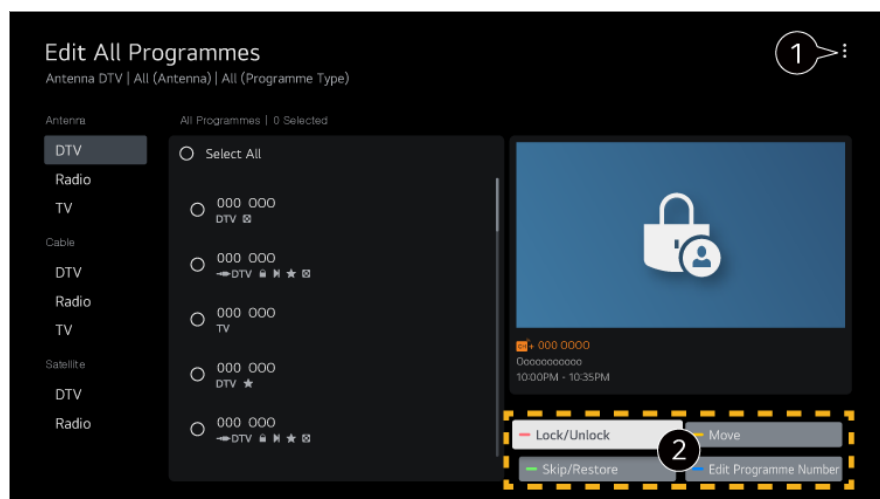 Edit All Programmes
Antenna DTV | All (Antenna) | All (Programme Type)
1
Antenna
DTV
Radio
TV
Cable
DTV
Radio
TV
Satellite
DTV
Radio
All Programmes | 0 Selected
Select All
000 000
DTV
000 000
DTV
000 000
TV
000 000
DTV
000 000
DTV
+ 000 0000
Oooooooooooo
10:00PM - 10:35PM
Lock/Unlock
Move
2
Skip/Restore
Edit Programme Number